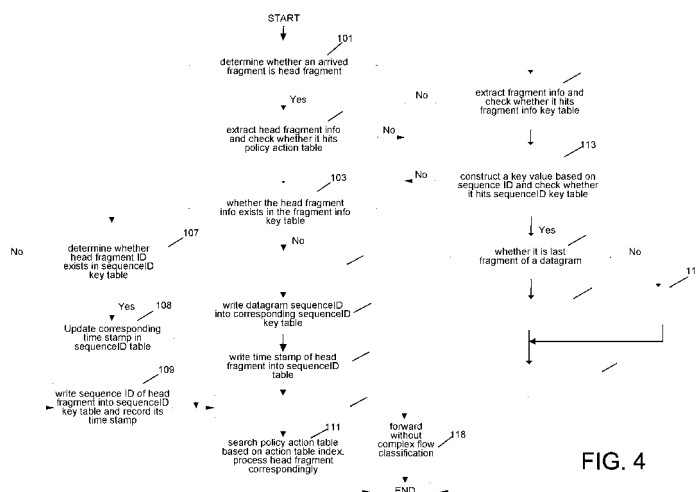 START
101
determine whether an arrived
fragment is head fragment
Yes
No
extract fragment info and
check whether it hits
fragment info key table
extract head fragment info
and check whether it hits
policy action table
No
113
construct a key value based on
sequence ID and check whether
it hits sequenceID key table
No
103
whether the head fragment
info exists in the fragment info
key table
No
107
No
determine whether
head fragment ID
exists in sequenceID
key table
Yes
whether it is last
fragment of a datagram
No
11
Yes
108
Update corresponding
time stamp in
sequenceID table
write datagram sequenceID
into corresponding sequenceID
key table
write time stamp of head
fragment into sequenceID
table
109
write sequence ID of head
fragment into sequenceID
key table and record its
time stamp
111
search policy action table
based on action table index,
process head fragment
correspondingly
forward
without
complex flow
classification
118
END
FIG. 4